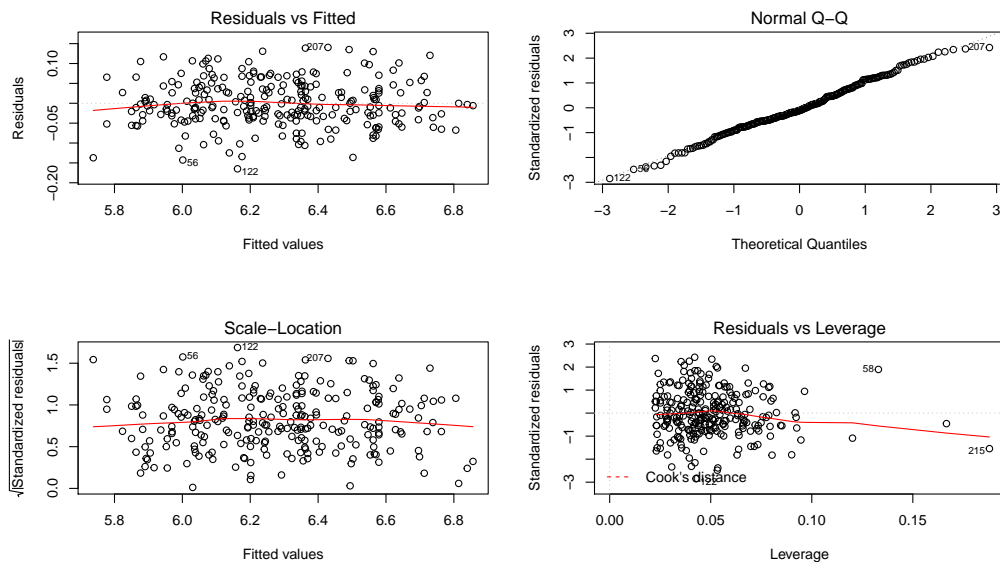 Residuals vs Fitted
Residuals
0.10
-0.05
-0.20
207
56
122
5.8 6.0 6.2 6.4 6.6 6.8
Fitted values
Normal Q-Q
Standardized residuals
3
2
1
0
-1
-3
207
56
122
-3 -2 -1 0 1 2 3
Theoretical Quantiles
Scale-Location
√|Standardized residuals|
1.5
1.0
0.5
0.0
56
122
207
5.8 6.0 6.2 6.4 6.6 6.8
Fitted values
Residuals vs Leverage
Standardized residuals
3
2
1
0
-1
-3
58
215
122
Cook's distance
0.00 0.05 0.10 0.15
Leverage